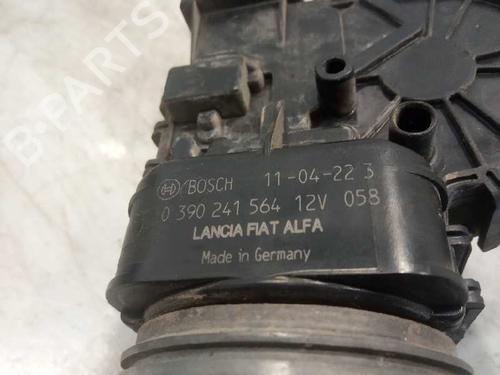 BOSCH 11-04-22 3
0 390 241 564 12V 058
LANCIA FIAT ALFA
Made in Germany
B-PARTS